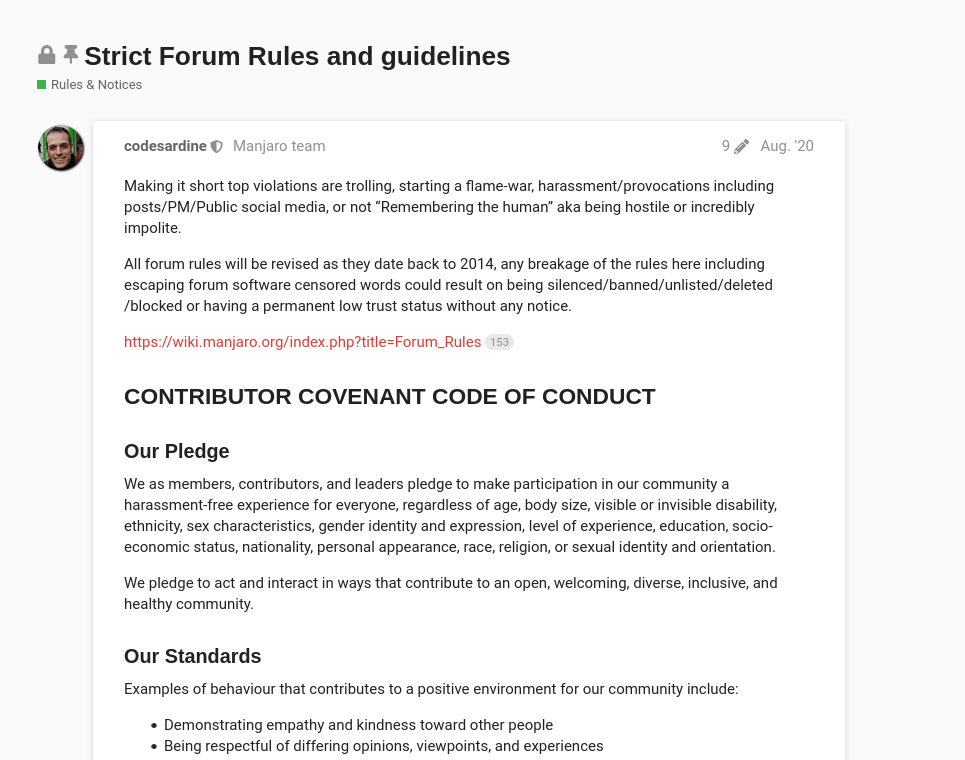 Strict Forum Rules and guidelines
Rules & Notices
codesardine Manjaro team 9 Aug. '20
Making it short top violations are trolling, starting a flame-war, harassment/provocations including
posts/PM/Public social media, or not “Remembering the human” aka being hostile or incredibly
impolite.
All forum rules will be revised as they date back to 2014, any breakage of the rules here including
escaping forum software censored words could result on being silenced/banned/unlisted/deleted
/blocked or having a permanent low trust status without any notice.
https://wiki.manjaro.org/index.php?title=Forum_Rules 153
CONTRIBUTOR COVENANT CODE OF CONDUCT
Our Pledge
We as members, contributors, and leaders pledge to make participation in our community a
harassment-free experience for everyone, regardless of age, body size, visible or invisible disability,
ethnicity, sex characteristics, gender identity and expression, level of experience, education, socio-
economic status, nationality, personal appearance, race, religion, or sexual identity and orientation.
We pledge to act and interact in ways that contribute to an open, welcoming, diverse, inclusive, and
healthy community.
Our Standards
Examples of behaviour that contributes to a positive environment for our community include:
• Demonstrating empathy and kindness toward other people
• Being respectful of differing opinions, viewpoints, and experiences